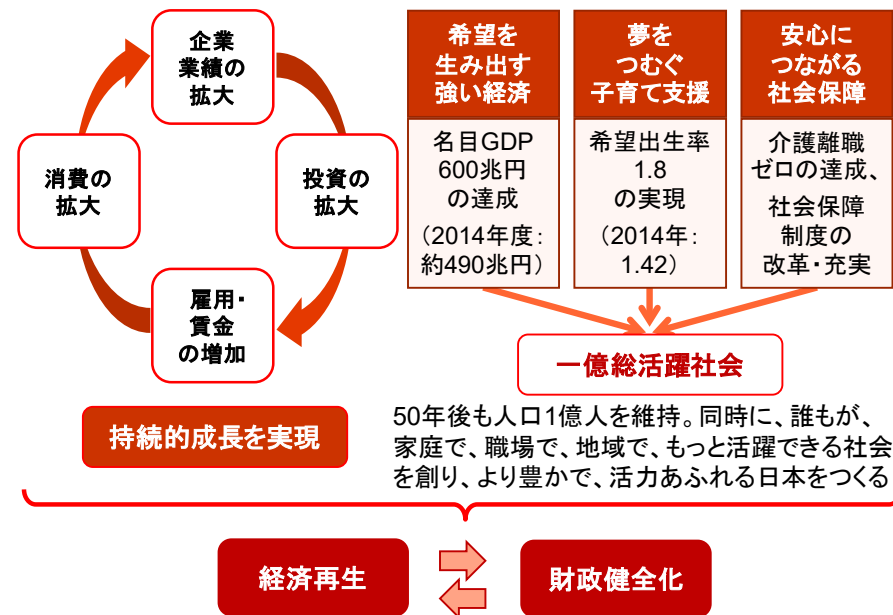 企業
業績の
拡大
投資の
拡大
雇用・
賃金
の増加
消費の
拡大
持続的成長を実現
希望を
生み出す
強い経済
名目GDP
600兆円
の達成
（2014年度：
約490兆円）
夢を
つむぐ
子育て支援
希望出生率
1.8
の実現
（2014年：
1.42）
安心に
つながる
社会保障
介護離職
ゼロの達成、
社会保障
制度の
改革・充実
一億総活躍社会
50年後も人口1億人を維持。同時に、誰もが、
家庭で、職場で、地域で、もっと活躍できる社会
を創り、より豊かで、活力あふれる日本をつくる
経済再生
財政健全化